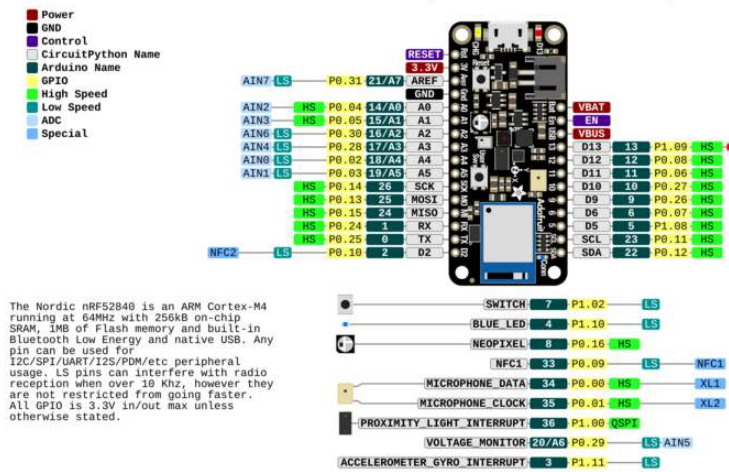 Power
GND
Control
CircuitPython Name
Arduino Name
GPIO
High Speed
Low Speed
ADC
Special
RESET
3.3V
AIN7 LS P0.31 21/A7 AREF
GND
AIN2 HS P0.04 14/A0 A0
AIN3 HS P0.05 15/A1 A1
AIN6 LS P0.30 16/A2 A2
AIN4 LS P0.28 17/A3 A3
AIN0 LS P0.02 18/A4 A4
AIN1 LS P0.03 19/A5 A5
HS P0.14 26 SCK
HS P0.13 25 MOSI
HS P0.15 24 MISO
HS P0.24 1 RX
HS P0.25 0 TX
NFC2 LS P0.10 2 D2
Reset
Adafruit
VBAT
EN
VBUS
D13 13 P1.09 HS
D12 12 P0.08 HS
D11 11 P0.06 HS
D10 10 P0.27 HS
D9 9 P0.26 HS
D6 6 P0.07 HS
D5 5 P1.08 HS
SCL 23 P0.11 HS
SDA 22 P0.12 HS
The Nordic nRF52840 is an ARM Cortex-M4
running at 64MHz with 256kB on-chip
SRAM, 1MB of Flash memory and built-in
Bluetooth Low Energy and native USB. Any
pin can be used for
I2C/SPI/UART/I2S/PDM/etc peripheral
usage. LS pins can interfere with radio
reception when over 10 Khz, however they
are not restricted from going faster.
All GPIO is 3.3V in/out max unless
otherwise stated.
SWITCH 7 P1.02 LS
BLUE_LED 4 P1.10 LS
NEOPIXEL 8 P0.16 HS
NFC1 33 P0.09 LS NFC1
MICROPHONE_DATA 34 P0.00 HS XL1
MICROPHONE_CLOCK 35 P0.01 HS XL2
PROXIMITY_LIGHT_INTERRUPT 36 P1.00 QSPI
VOLTAGE_MONITOR 20/A6 P0.29 LS AIN5
ACCELEROMETER_GYRO_INTERRUPT 3 P1.11 LS